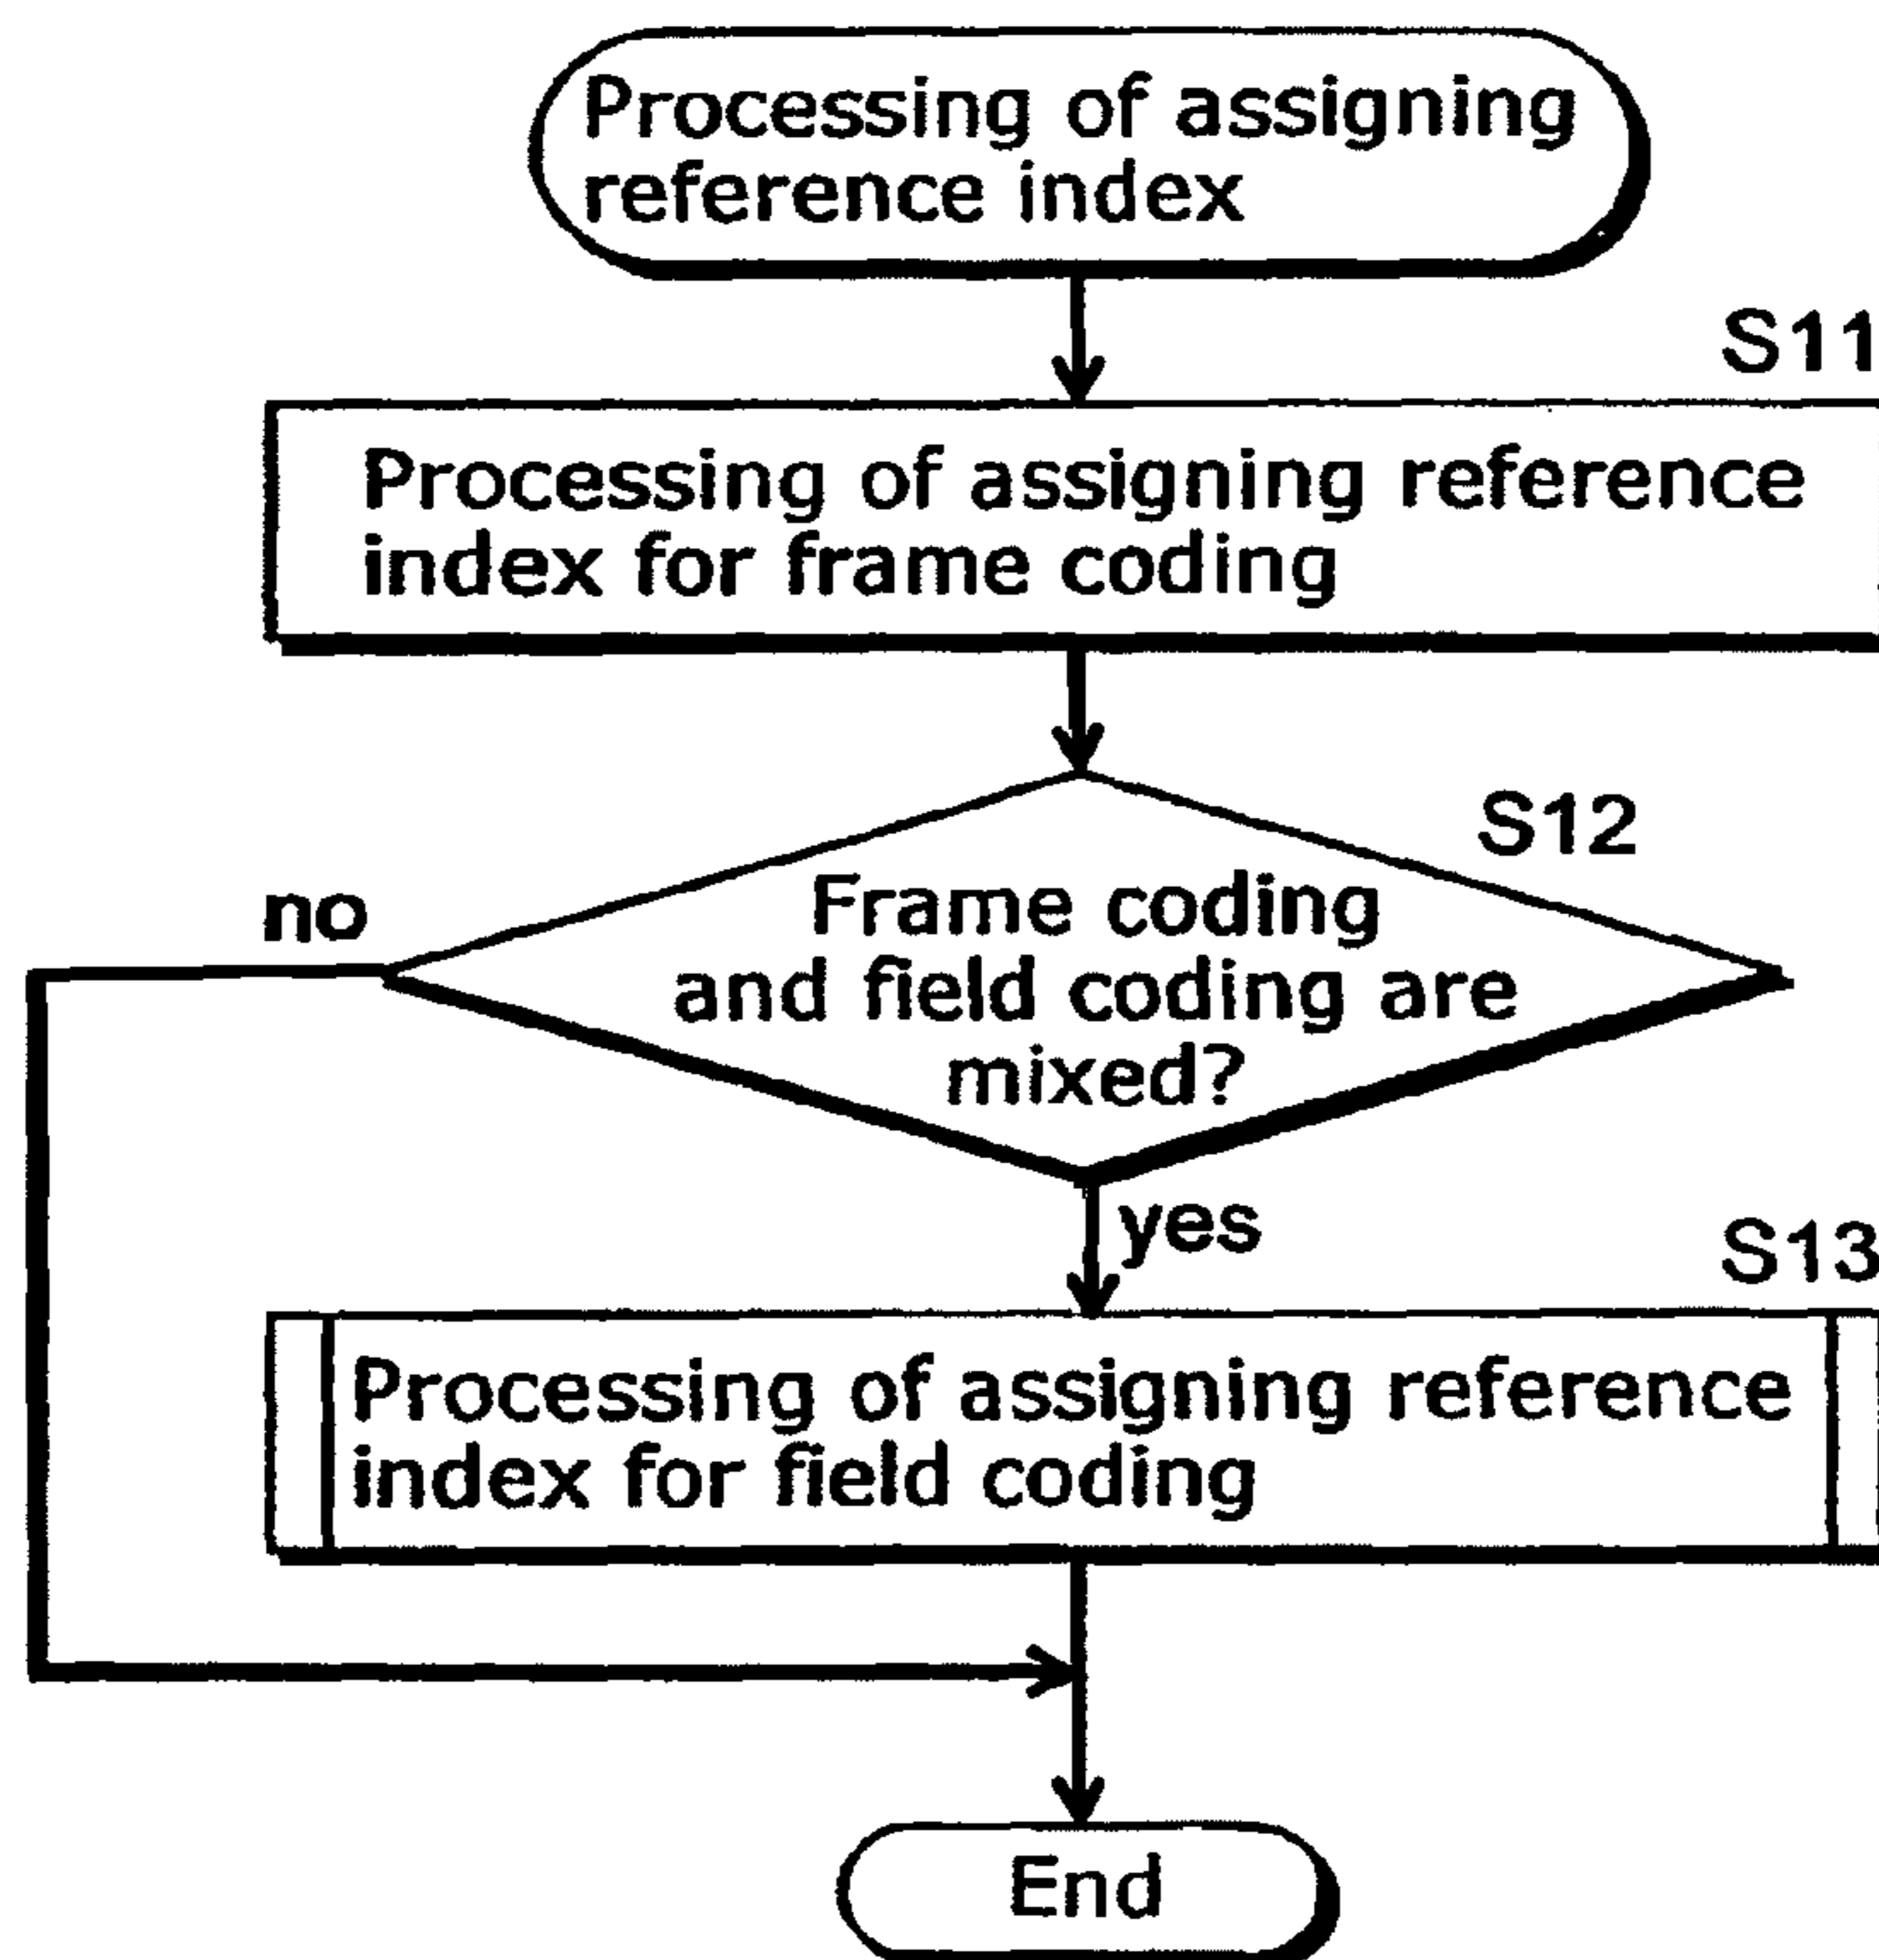 Processing of assigning
reference index
S11
Processing of assigning reference
index for frame coding
S12
no
Frame coding
and field coding are
mixed?
yes
S13
Processing of assigning reference
index for field coding
End